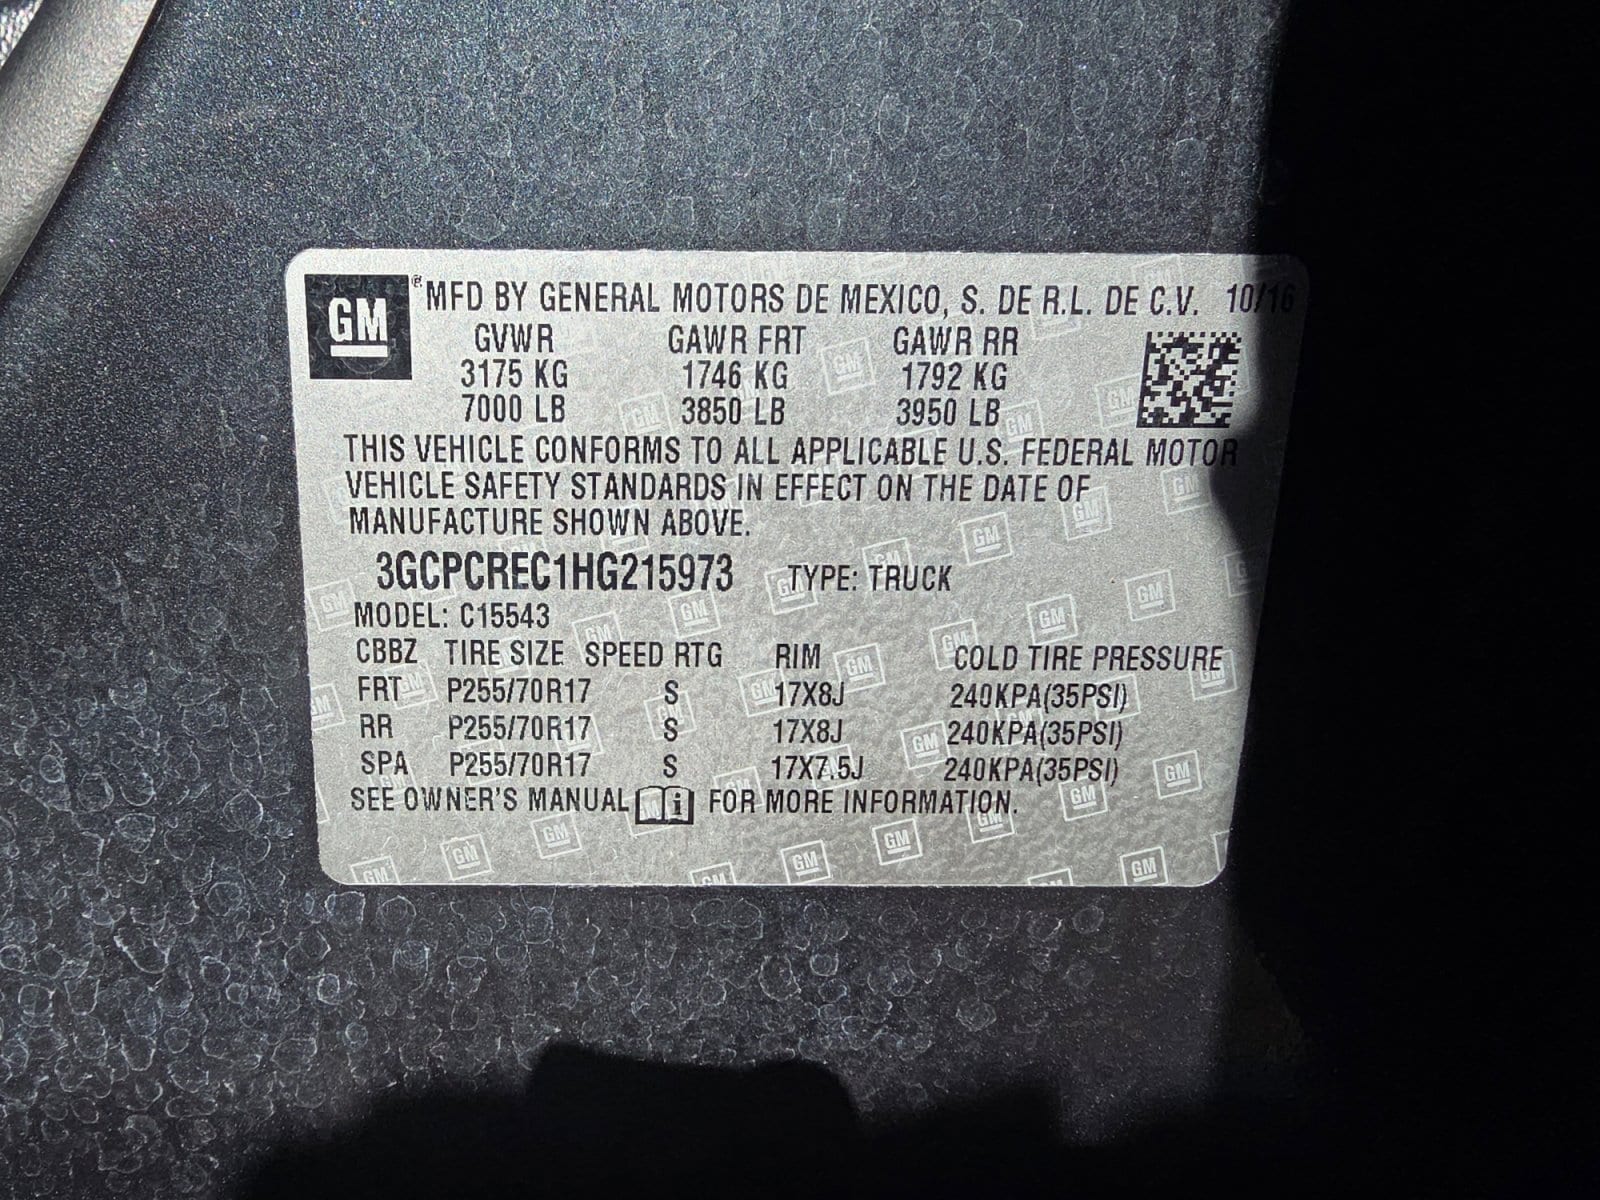 GM ® MFD BY GENERAL MOTORS DE MEXICO, S. DE R.L. DE C.V. 10/16
GVWR GAWR FRT GAWR RR
3175 KG 1746 KG 1792 KG
7000 LB 3850 LB 3950 LB
THIS VEHICLE CONFORMS TO ALL APPLICABLE U.S. FEDERAL MOTOR
VEHICLE SAFETY STANDARDS IN EFFECT ON THE DATE OF
MANUFACTURE SHOWN ABOVE.
3GCPCREC1HG215973 TYPE: TRUCK
MODEL: C15543
CBBZ TIRE SIZE SPEED RTG RIM COLD TIRE PRESSURE
FRT P255/70R17 S 17X8J 240KPA(35PSI)
RR P255/70R17 S 17X8J 240KPA(35PSI)
SPA P255/70R17 S 17X7.5J 240KPA(35PSI)
SEE OWNER'S MANUAL i FOR MORE INFORMATION.